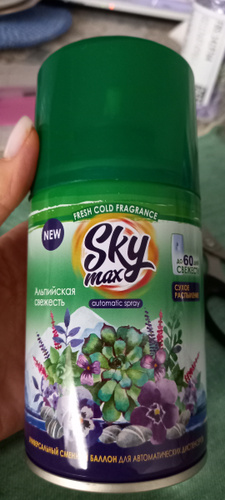 FRESH COLD FRAGRANCE
NEW
Sky
max
automatic spray
Альпийская
свежесть
ДО 60 ДНЕЙ
СВЕЖЕСТИ
СУХОЕ
РАСПЫЛЕНИЕ
УНИВЕРСАЛЬНЫЙ СМЕННЫЙ БАЛЛОН ДЛЯ АВТОМАТИЧЕСКИХ